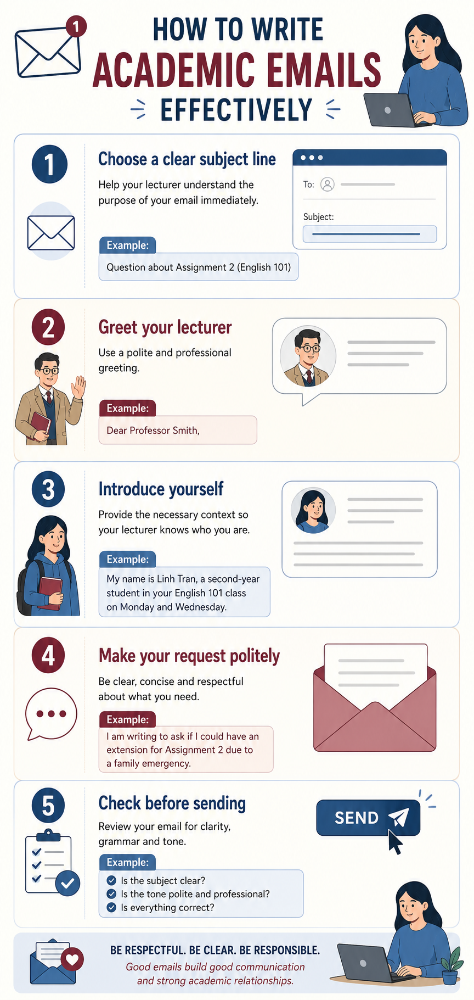 1
HOW TO WRITE
ACADEMIC EMAILS
EFFECTIVELY
1
Choose a clear subject line
Help your lecturer understand the
purpose of your email immediately.
Example:
Question about Assignment 2 (English 101)
To:
Subject:
2
Greet your lecturer
Use a polite and professional
greeting.
Example:
Dear Professor Smith,
3
Introduce yourself
Provide the necessary context so
your lecturer knows who you are.
Example:
My name is Linh Tran, a second-year
student in your English 101 class
on Monday and Wednesday.
4
Make your request politely
Be clear, concise and respectful
about what you need.
Example:
I am writing to ask if I could have an
extension for Assignment 2 due to
a family emergency.
5
Check before sending
Review your email for clarity,
grammar and tone.
Example:
Is the subject clear?
Is the tone polite and professional?
Is everything correct?
SEND
BE RESPECTFUL. BE CLEAR. BE RESPONSIBLE.
Good emails build good communication
and strong academic relationships.